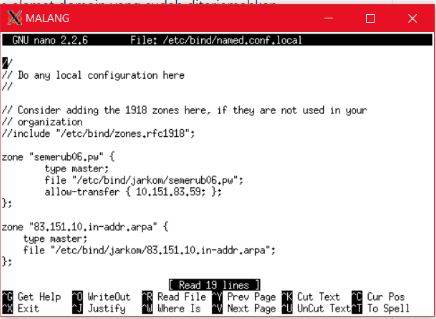 MALANG
GNU nano 2.2.6 File: /etc/bind/named.conf.local
//
// Do any local configuration here
//
// Consider adding the 1918 zones here, if they are not used in your
// organization
//include "/etc/bind/zones.rfc1918";
zone "semerub06.pw" {
type master;
file "/etc/bind/jarkom/semerub06.pw";
allow-transfer { 10.151.83.59; };
};
zone "83.151.10.in-addr.arpa" {
type master;
file "/etc/bind/jarkom/83.151.10.in-addr.arpa";
};
[ Read 19 lines ]
^G Get Help ^O WriteOut ^R Read File ^Y Prev Page ^K Cut Text ^C Cur Pos
^X Exit ^J Justify ^W Where Is ^V Next Page ^U UnCut Text ^T To Spell